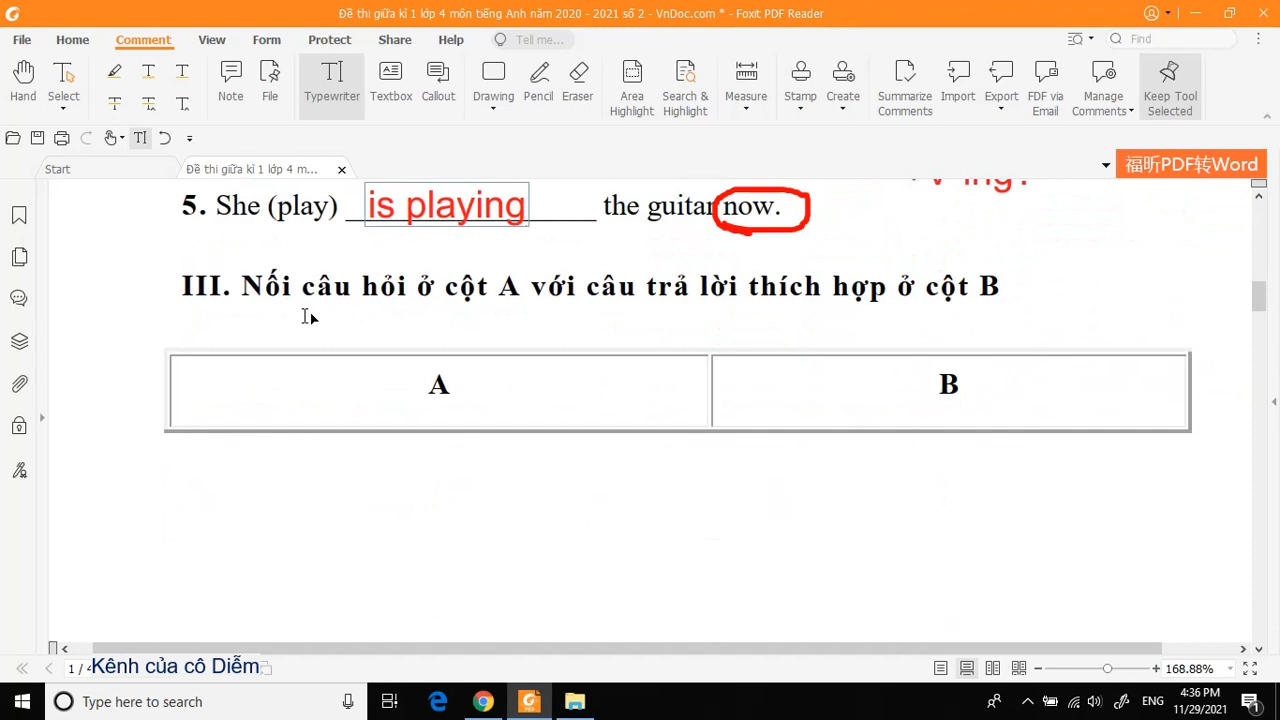 Đề thi giữa kì 1 lớp 4 môn tiếng Anh năm 2020 - 2021 số 2 - VnDoc.com * - Foxit PDF Reader
File Home Comment View Form Protect Share Help Tell me... Find
Hand Select Note File Typewriter Textbox Callout Drawing Pencil Eraser Area Highlight Search & Highlight Measure Stamp Create Summarize Comments Import Export PDF via Email Manage Comments Keep Tool Selected
Start Đề thi giữa kì 1 lớp 4 m... 福昕PDF转Word
5. She (play) is playing the guitar now.
III. Nối câu hỏi ở cột A với câu trả lời thích hợp ở cột B
A B
1 / 4 Kênh của cô Diễm 168.88%
Type here to search ENG 4:36 PM
11/29/2021